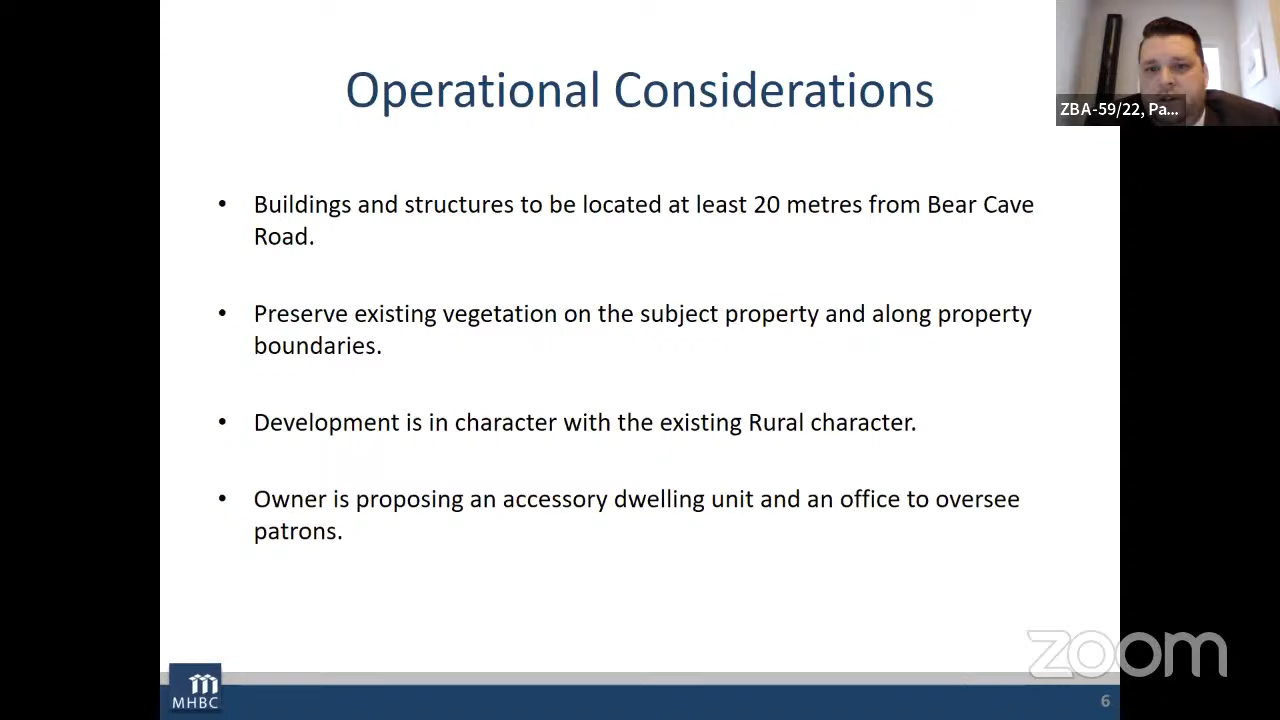 Operational Considerations
ZBA-59/22, Pa...
• Buildings and structures to be located at least 20 metres from Bear Cave
Road.
• Preserve existing vegetation on the subject property and along property
boundaries.
• Development is in character with the existing Rural character.
• Owner is proposing an accessory dwelling unit and an office to oversee
patrons.
zoom
MHBC
6